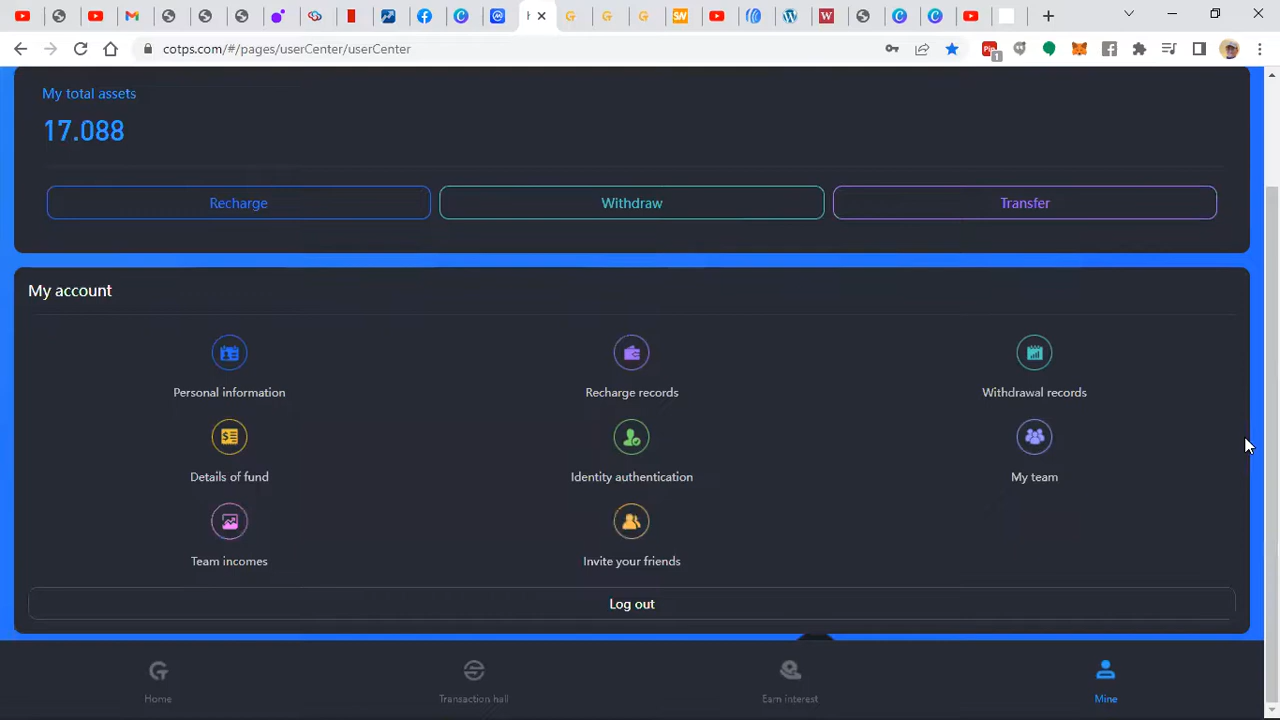 cotps.com/#/pages/userCenter/userCenter
My total assets
17.088
Recharge
Withdraw
Transfer
My account
Personal information
Recharge records
Withdrawal records
Details of fund
Identity authentication
My team
Team incomes
Invite your friends
Log out
Home
Transaction hall
Earn interest
Mine